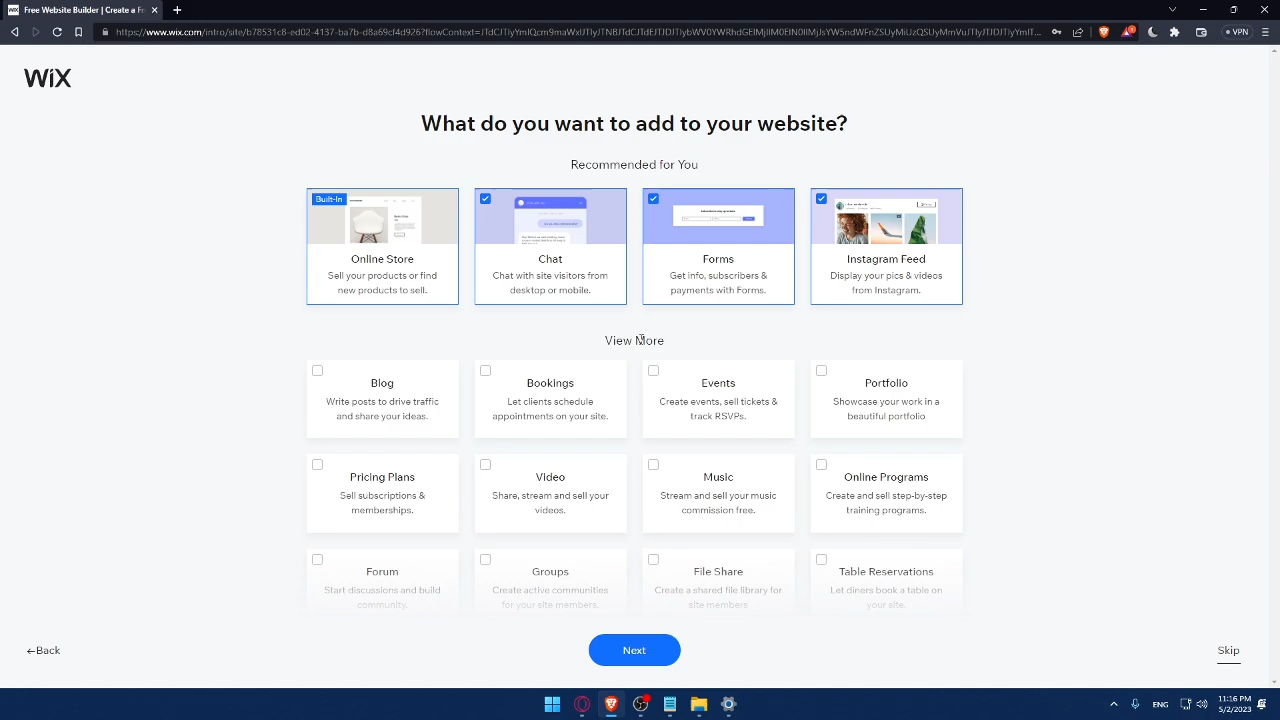 Free Website Builder | Create a Fr
https://www.wix.com/intro/site/b78531c8-ed02-4137-ba7b-d8a69cf4d926?flowContext=
VPN
WiX
What do you want to add to your website?
Recommended for You
Built-In
Online Store
Sell your products or find
new products to sell.
Chat
Chat with site visitors from
desktop or mobile.
Forms
Get info, subscribers &
payments with Forms.
Instagram Feed
Display your pics & videos
from Instagram.
View More
Blog
Write posts to drive traffic
and share your ideas.
Bookings
Let clients schedule
appointments on your site.
Events
Create events, sell tickets &
track RSVPs.
Portfolio
Showcase your work in a
beautiful portfolio
Pricing Plans
Sell subscriptions &
memberships.
Video
Share, stream and sell your
videos.
Music
Stream and sell your music
commission free.
Online Programs
Create and sell step-by-step
training programs.
Forum
Start discussions and build
community.
Groups
Create active communities
for your site members.
File Share
Create a shared file library for
site members
Table Reservations
Let diners book a table on
your site.
←Back
Next
Skip
ENG
11:16 PM
5/2/2023